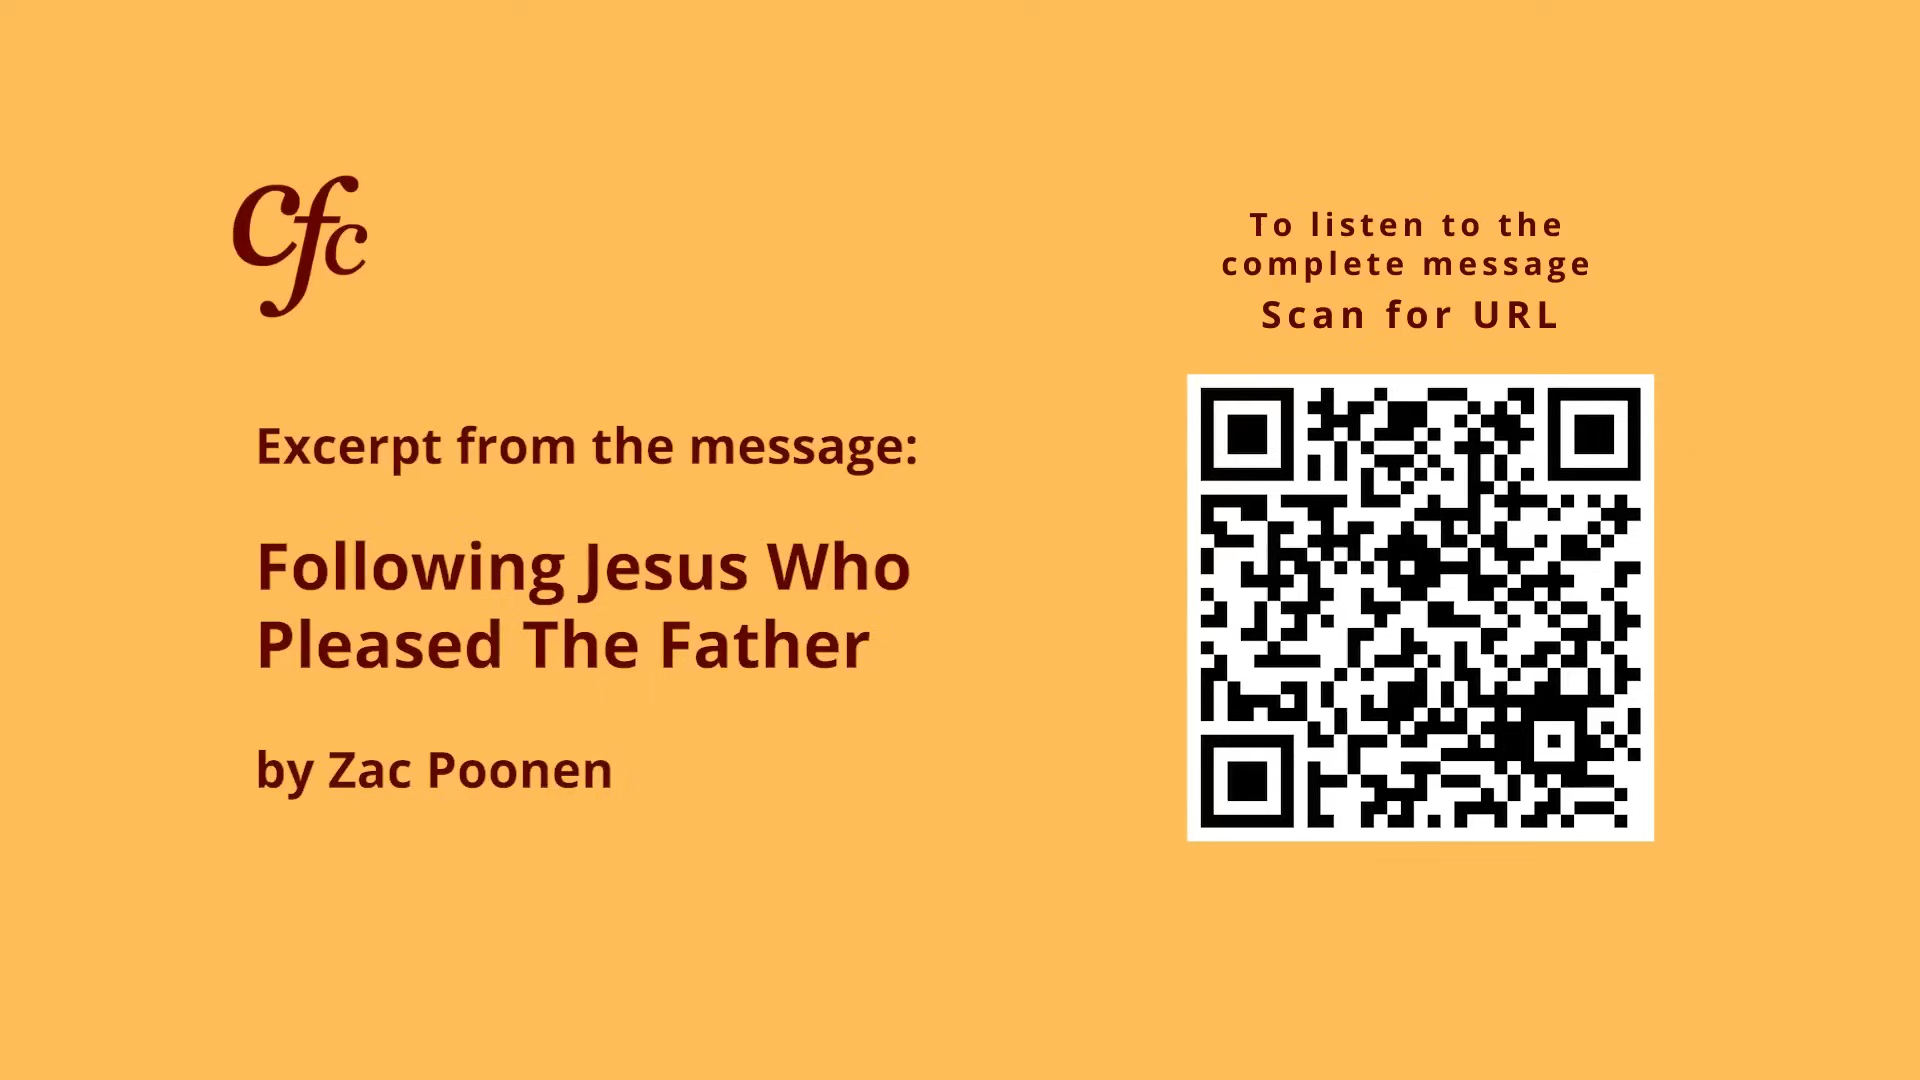 cfc
Excerpt from the message:
Following Jesus Who
Pleased The Father
by Zac Poonen
To listen to the
complete message
Scan for URL